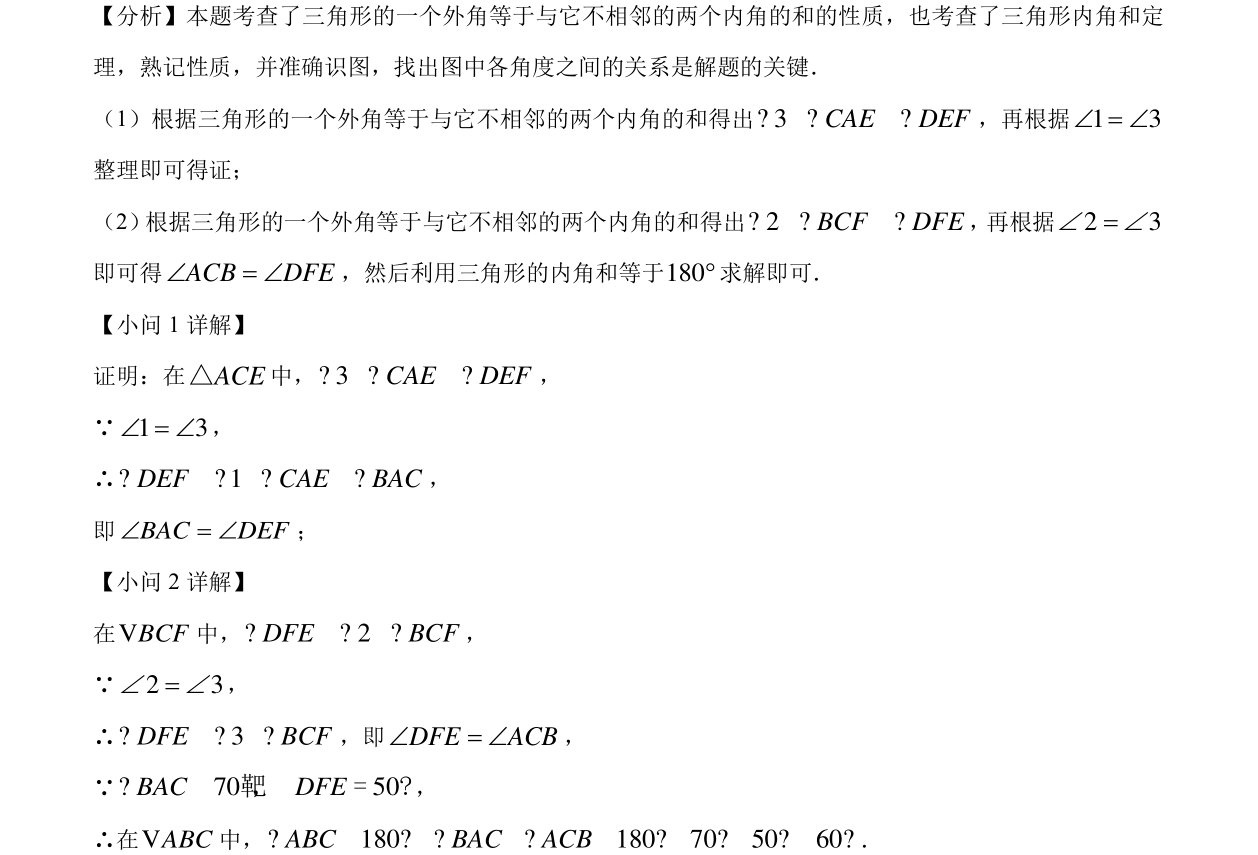 【分析】本题考查了三角形的一个外角等于与它不相邻的两个内角的和的性质，也考查了三角形内角和定
理，熟记性质，并准确识图，找出图中各角度之间的关系是解题的关键．
（1）根据三角形的一个外角等于与它不相邻的两个内角的和得出? 3 ? CAE ? DEF ，再根据∠1 = ∠3
整理即可得证；
（2）根据三角形的一个外角等于与它不相邻的两个内角的和得出? 2 ? BCF ? DFE，再根据∠2 = ∠3
即可得∠ACB = ∠DFE ，然后利用三角形的内角和等于180° 求解即可．
【小问 1 详解】
证明：在△ACE 中，? 3 ? CAE ? DEF ，
∵ ∠1 = ∠3，
∴? DEF ? 1 ? CAE ? BAC ，
即 ∠BAC = ∠DEF ；
【小问 2 详解】
在VBCF 中，? DFE ? 2 ? BCF ，
∵ ∠2 = ∠3，
∴? DFE ? 3 ? BCF ，即 ∠DFE = ∠ACB ，
∵? BAC 70靶, DFE = 50?，
∴在VABC 中，? ABC 180? ? BAC ? ACB 180? 70? 50? 60? ．